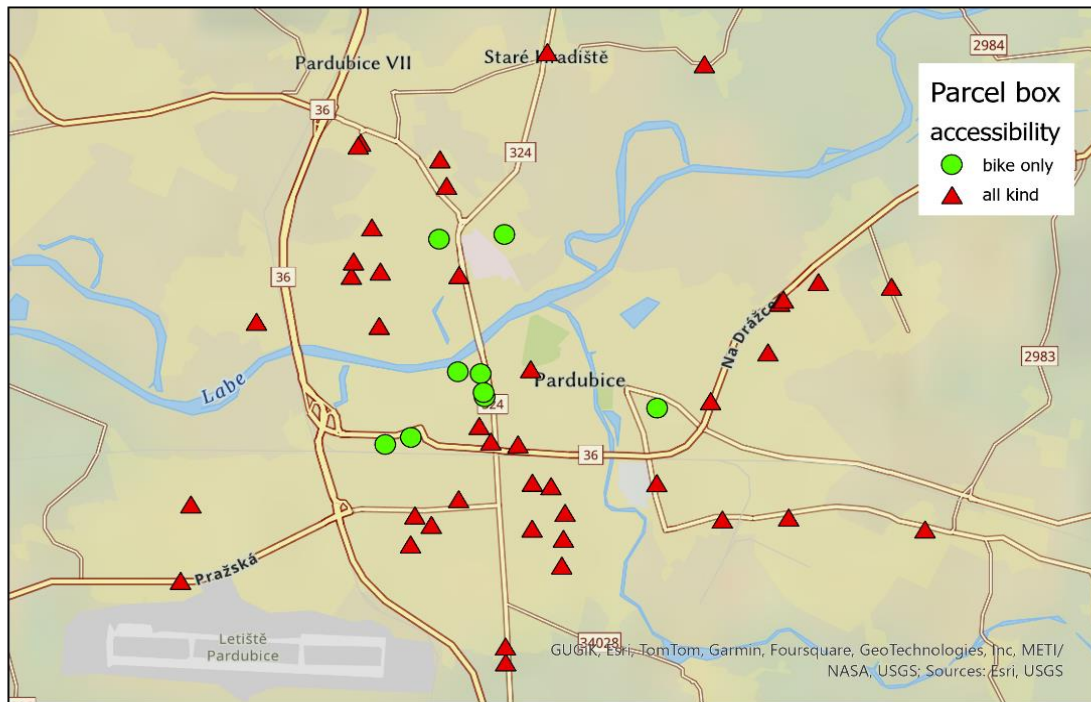 Pardubice VII
Staré Hradiště
2984
Parcel box
accessibility
bike only
all kind
36
324
36
Na Drážce
2983
Labe
Pardubice
324
36
Pražská
Letiště
Pardubice
34028
GUGiK, Esri, TomTom, Garmin, Foursquare, GeoTechnologies, Inc, METI/
NASA, USGS; Sources: Esri, USGS